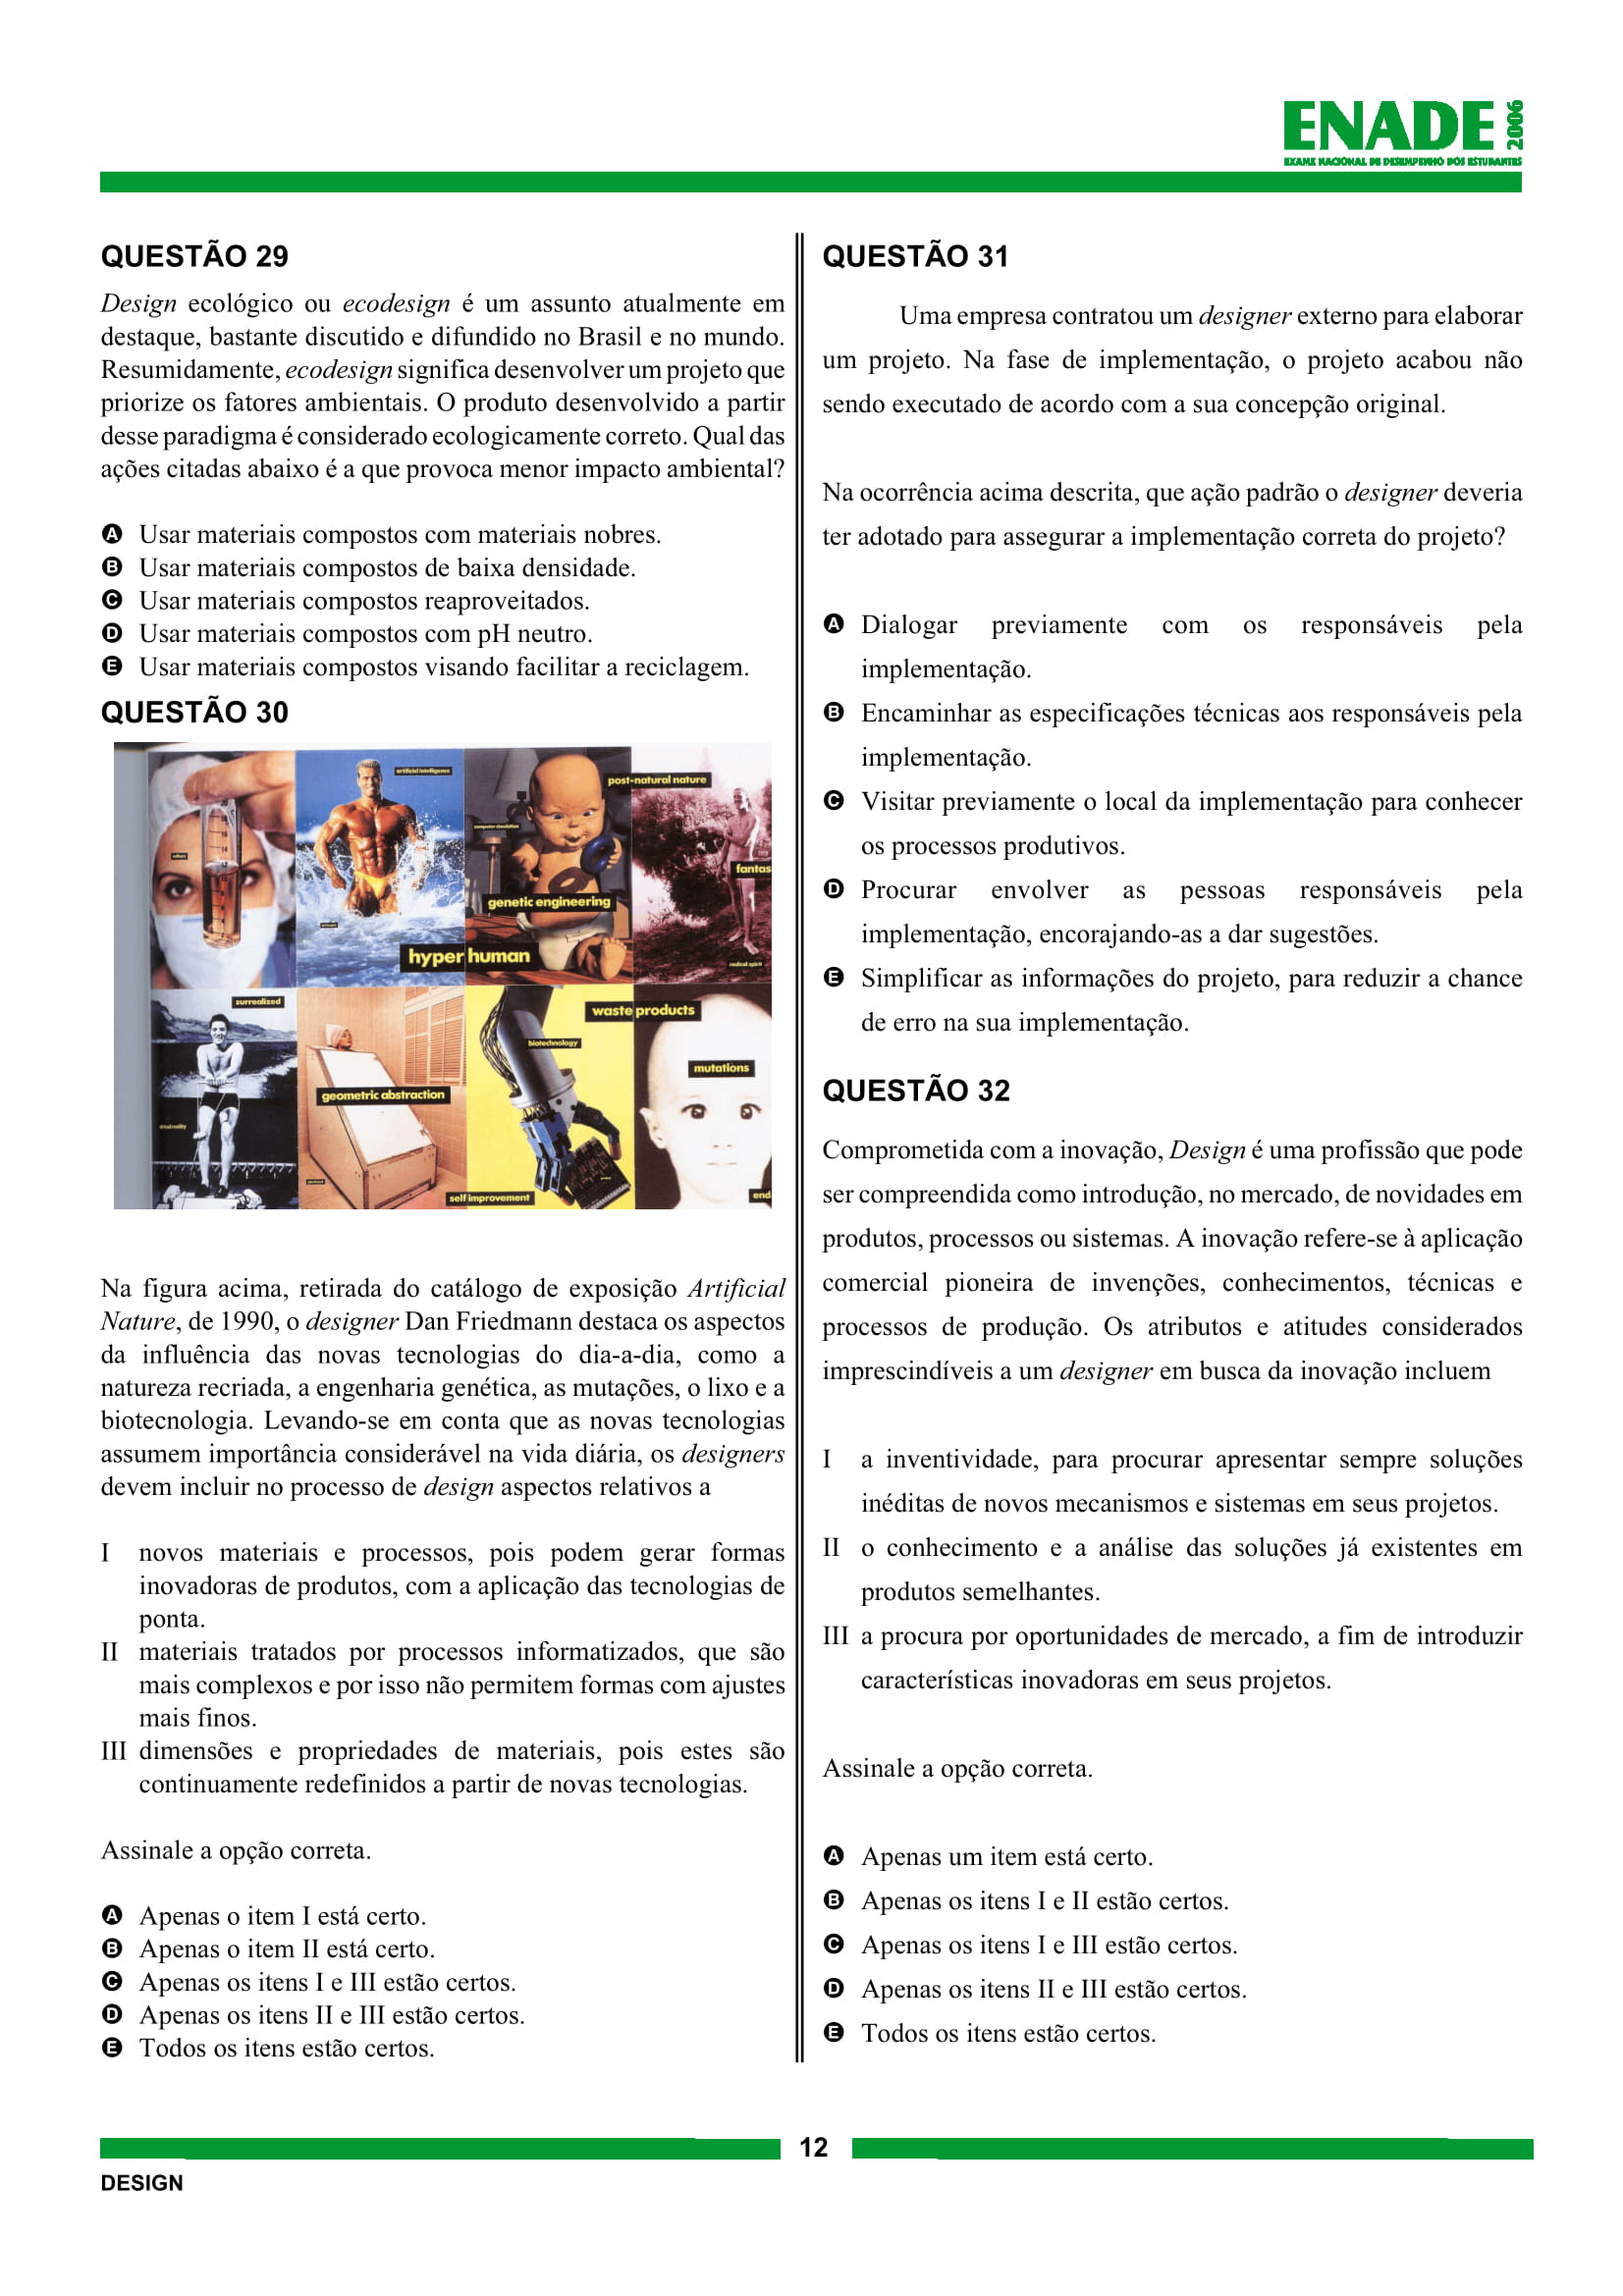 ENADE 2006
EXAME NACIONAL DE DESEMPENHO DOS ESTUDANTES
QUESTÃO 29
Design ecológico ou ecodesign é um assunto atualmente em
destaque, bastante discutido e difundido no Brasil e no mundo.
Resumidamente, ecodesign significa desenvolver um projeto que
priorize os fatores ambientais. O produto desenvolvido a partir
desse paradigma é considerado ecologicamente correto. Qual das
ações citadas abaixo é a que provoca menor impacto ambiental?
A Usar materiais compostos com materiais nobres.
B Usar materiais compostos de baixa densidade.
C Usar materiais compostos reaproveitados.
D Usar materiais compostos com pH neutro.
E Usar materiais compostos visando facilitar a reciclagem.
QUESTÃO 30
artificial intelligence
post-natural nature
computer simulation
fantas
genetic engineering
hyper human
radical spirit
surrealized
waste products
biotechnology
mutations
geometric abstraction
virtual reality
self improvement
end
Na figura acima, retirada do catálogo de exposição Artificial
Nature, de 1990, o designer Dan Friedmann destaca os aspectos
da influência das novas tecnologias do dia-a-dia, como a
natureza recriada, a engenharia genética, as mutações, o lixo e a
biotecnologia. Levando-se em conta que as novas tecnologias
assumem importância considerável na vida diária, os designers
devem incluir no processo de design aspectos relativos a
I novos materiais e processos, pois podem gerar formas
inovadoras de produtos, com a aplicação das tecnologias de
ponta.
II materiais tratados por processos informatizados, que são
mais complexos e por isso não permitem formas com ajustes
mais finos.
III dimensões e propriedades de materiais, pois estes são
continuamente redefinidos a partir de novas tecnologias.
Assinale a opção correta.
A Apenas o item I está certo.
B Apenas o item II está certo.
C Apenas os itens I e III estão certos.
D Apenas os itens II e III estão certos.
E Todos os itens estão certos.
QUESTÃO 31
Uma empresa contratou um designer externo para elaborar
um projeto. Na fase de implementação, o projeto acabou não
sendo executado de acordo com a sua concepção original.
Na ocorrência acima descrita, que ação padrão o designer deveria
ter adotado para assegurar a implementação correta do projeto?
A Dialogar previamente com os responsáveis pela
implementação.
B Encaminhar as especificações técnicas aos responsáveis pela
implementação.
C Visitar previamente o local da implementação para conhecer
os processos produtivos.
D Procurar envolver as pessoas responsáveis pela
implementação, encorajando-as a dar sugestões.
E Simplificar as informações do projeto, para reduzir a chance
de erro na sua implementação.
QUESTÃO 32
Comprometida com a inovação, Design é uma profissão que pode
ser compreendida como introdução, no mercado, de novidades em
produtos, processos ou sistemas. A inovação refere-se à aplicação
comercial pioneira de invenções, conhecimentos, técnicas e
processos de produção. Os atributos e atitudes considerados
imprescindíveis a um designer em busca da inovação incluem
I a inventividade, para procurar apresentar sempre soluções
inéditas de novos mecanismos e sistemas em seus projetos.
II o conhecimento e a análise das soluções já existentes em
produtos semelhantes.
III a procura por oportunidades de mercado, a fim de introduzir
características inovadoras em seus projetos.
Assinale a opção correta.
A Apenas um item está certo.
B Apenas os itens I e II estão certos.
C Apenas os itens I e III estão certos.
D Apenas os itens II e III estão certos.
E Todos os itens estão certos.
12
DESIGN